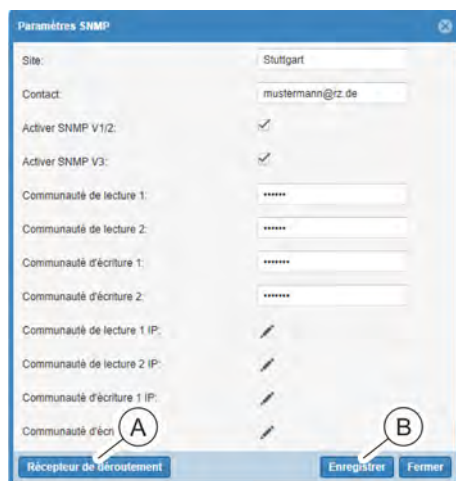 Paramètres SNMP
Site: Stuttgart
Contact: mustermann@rz.de
Activer SNMP V1/2:
Activer SNMP V3:
Communauté de lecture 1: ••••••
Communauté de lecture 2: ••••••
Communauté d'écriture 1: •••••••
Communauté d'écriture 2: •••••••
Communauté de lecture 1 IP:
Communauté de lecture 2 IP:
Communauté d'écriture 1 IP:
Communauté d'écri
A
B
Récepteur de déroutement Enregistrer Fermer